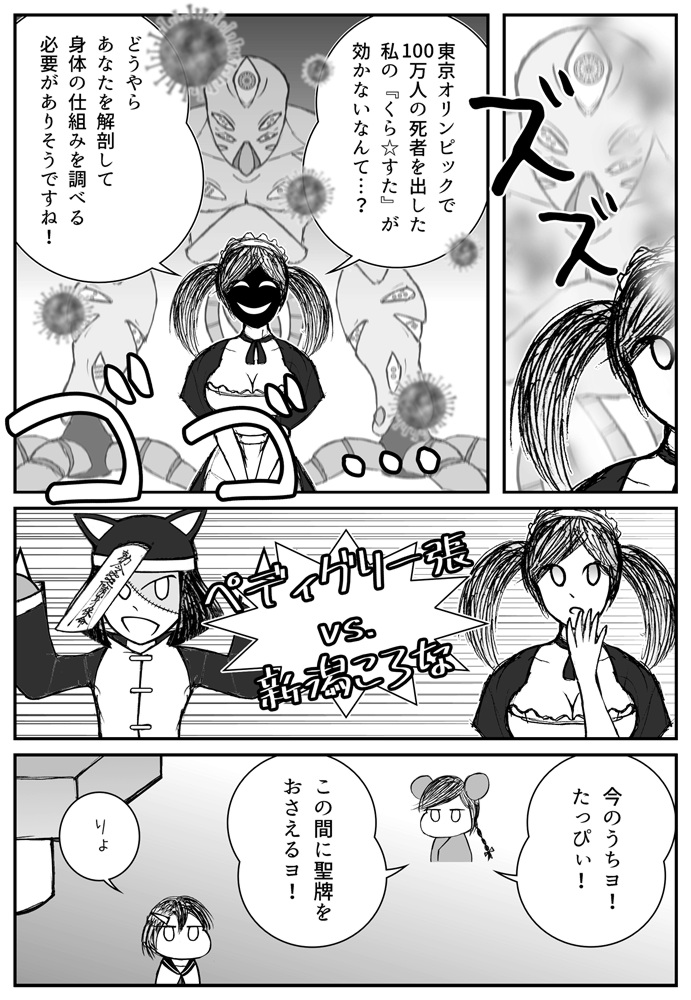 ズズ
東京オリンピックで
100万人の死者を出した
私の『くら☆すた』が
効かないなんて…？
どうやら
あなたを解剖して
身体の仕組みを調べる
必要がありそうですね！
ゴゴ…
ペディグリー張
vs.
新潟ころな
今のうちヨ！
たっぴぃ！
この間に聖牌を
おさえるヨ！
りょ